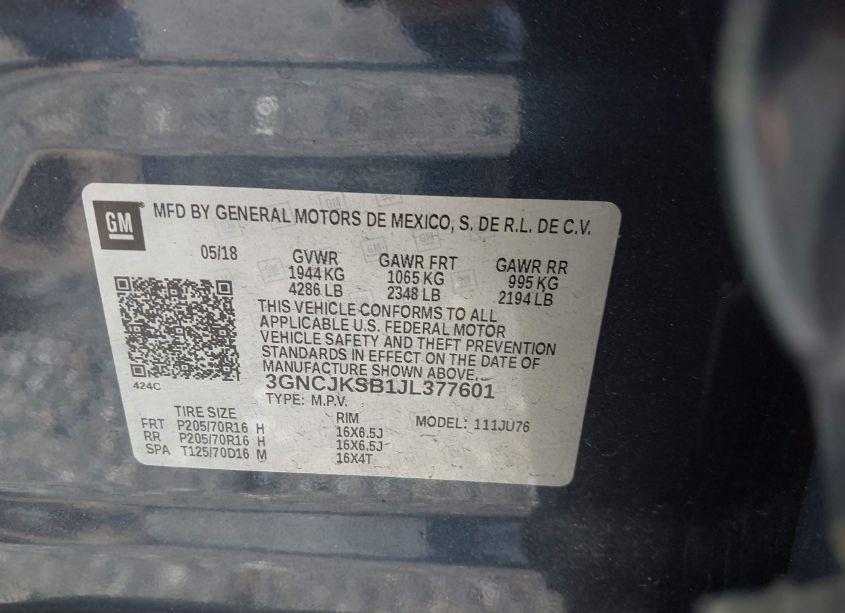 GM
MFD BY GENERAL MOTORS DE MEXICO, S. DE R.L. DE C.V.
05/18 GVWR GAWR FRT GAWR RR
1944 KG 1065 KG 995 KG
4286 LB 2348 LB 2194 LB
THIS VEHICLE CONFORMS TO ALL
APPLICABLE U.S. FEDERAL MOTOR
VEHICLE SAFETY AND THEFT PREVENTION
STANDARDS IN EFFECT ON THE DATE OF
MANUFACTURE SHOWN ABOVE.
424C
3GNCJKSB1JL377601
TYPE: M.P.V.
TIRE SIZE RIM MODEL: 111JU76
FRT P205/70R16 H 16X6.5J
RR P205/70R16 H 16X6.5J
SPA T125/70D16 M 16X4T